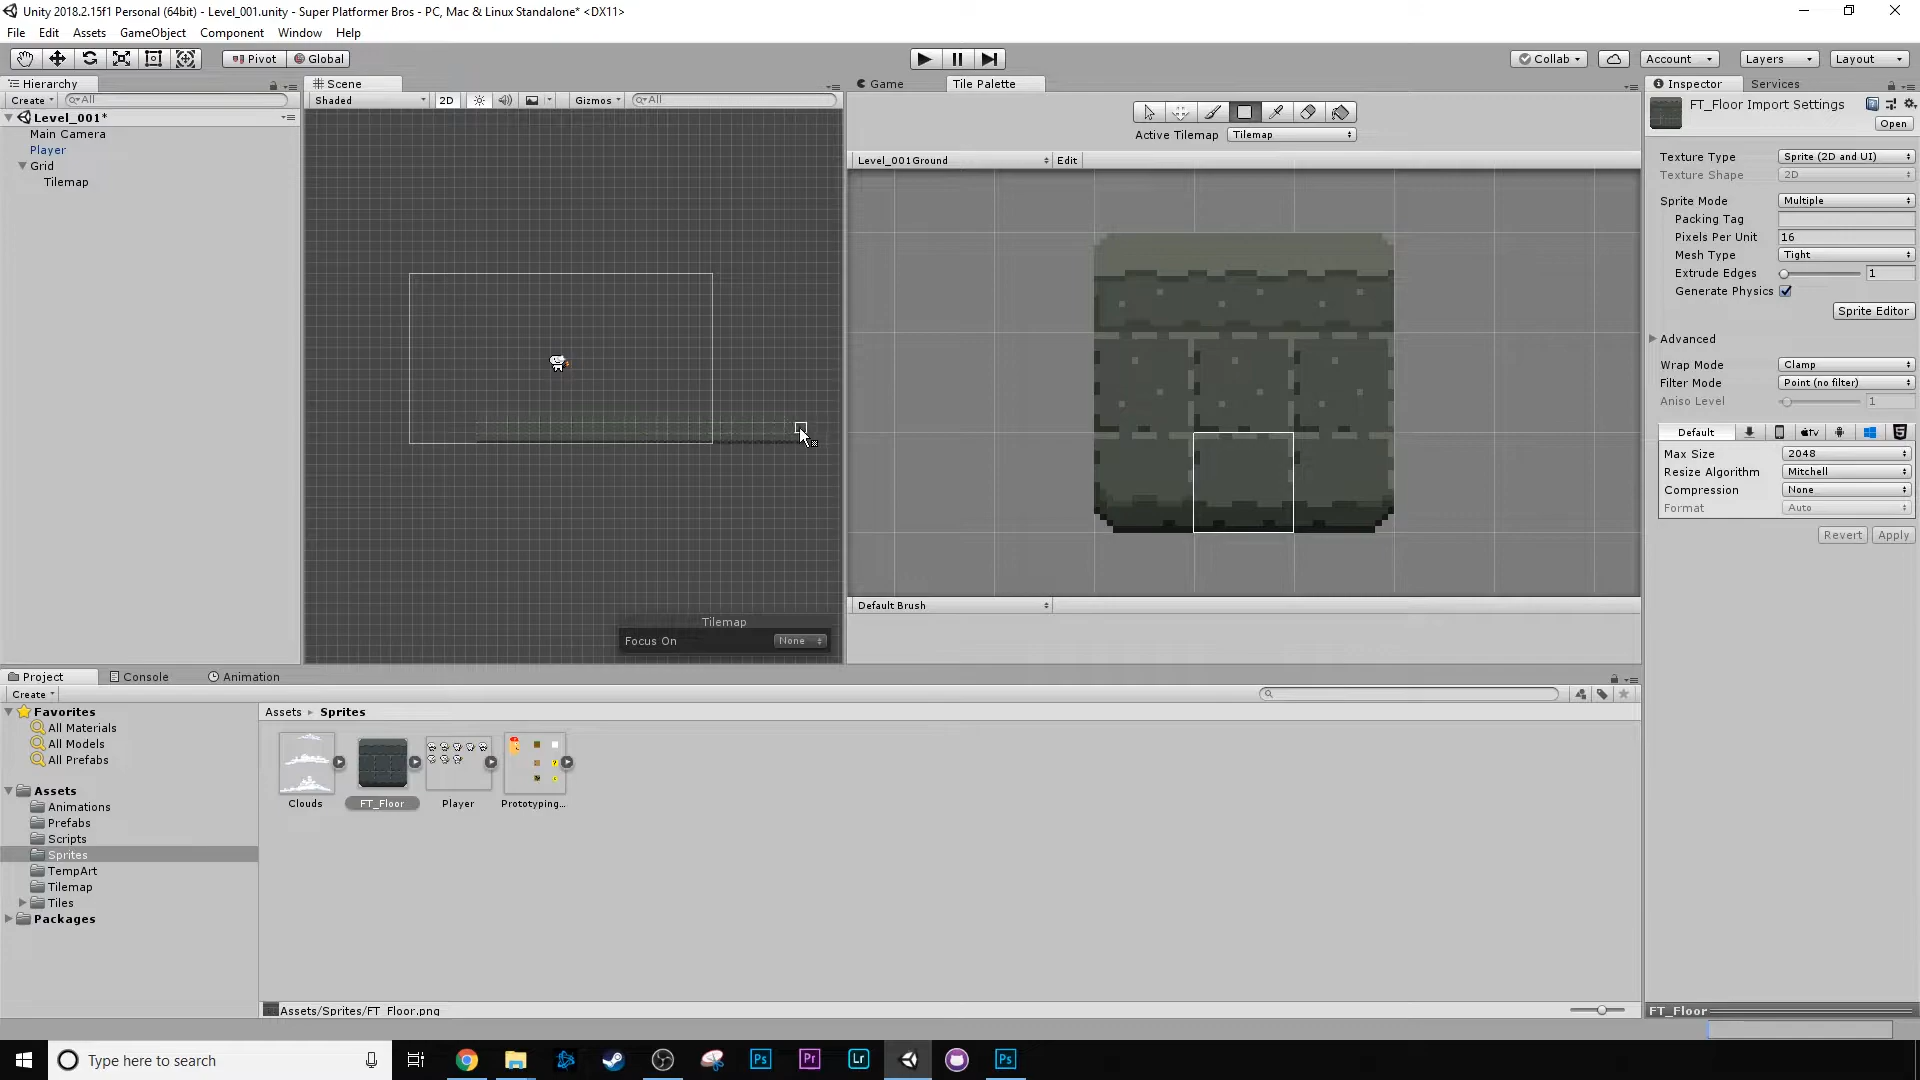 Unity 2018.2.15f1 Personal (64bit) - Level_001.unity - Super Platformer Bros - PC, Mac & Linux Standalone* <DX11>
File Edit Assets GameObject Component Window Help
Pivot Global
Collab Account Layers Layout
Hierarchy
Create All
Level_001*
Main Camera
Player
Grid
Tilemap
Scene
Shaded 2D Gizmos All
Tilemap
Focus On None
Game Tile Palette
Active Tilemap Tilemap
Level_001Ground Edit
Default Brush
Inspector Services
FT_Floor Import Settings
Open
Texture Type Sprite (2D and UI)
Texture Shape 2D
Sprite Mode Multiple
Packing Tag
Pixels Per Unit 16
Mesh Type Tight
Extrude Edges 1
Generate Physics
Sprite Editor
Advanced
Wrap Mode Clamp
Filter Mode Point (no filter)
Aniso Level 1
Default tv
Max Size 2048
Resize Algorithm Mitchell
Compression None
Format Auto
Revert Apply
FT_Floor
Project Console Animation
Create
Favorites
All Materials
All Models
All Prefabs
Assets
Animations
Prefabs
Scripts
Sprites
TempArt
Tilemap
Tiles
Packages
Assets Sprites
Clouds FT_Floor Player Prototyping...
Assets/Sprites/FT_Floor.png
Type here to search
Ps Pr Lr Ps